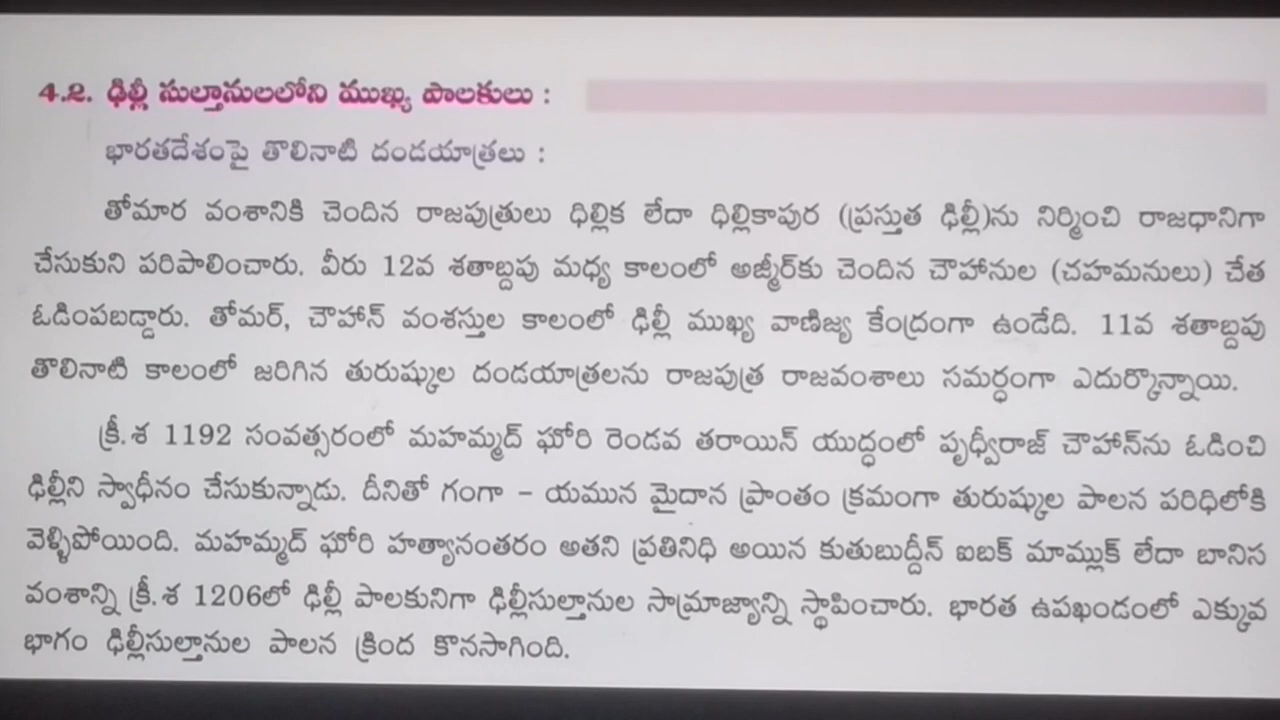 4.2. ఢిల్లీ సుల్తానులలోని ముఖ్య పాలకులు :
భారతదేశంపై తొలినాటి దండయాత్రలు :
తోమార వంశానికి చెందిన రాజపుత్రులు ధిల్లిక లేదా ధిల్లికాపుర (ప్రస్తుత ఢిల్లీ)ను నిర్మించి రాజధానిగా
చేసుకుని పరిపాలించారు. వీరు 12వ శతాబ్దపు మధ్య కాలంలో అజ్మీర్‌కు చెందిన చౌహానుల (చహమనులు) చేత
ఓడింపబడ్డారు. తోమర్, చౌహాన్ వంశస్తుల కాలంలో ఢిల్లీ ముఖ్య వాణిజ్య కేంద్రంగా ఉండేది. 11వ శతాబ్దపు
తొలినాటి కాలంలో జరిగిన తురుష్కుల దండయాత్రలను రాజపుత్ర రాజవంశాలు సమర్ధంగా ఎదుర్కొన్నాయి.
క్రీ.శ 1192 సంవత్సరంలో మహమ్మద్ ఘోరి రెండవ తరాయిన్ యుద్ధంలో పృధ్వీరాజ్ చౌహాన్‌ను ఓడించి
ఢిల్లీని స్వాధీనం చేసుకున్నాడు. దీనితో గంగా – యమున మైదాన ప్రాంతం క్రమంగా తురుష్కుల పాలన పరిధిలోకి
వెళ్ళిపోయింది. మహమ్మద్ ఘోరి హత్యానంతరం అతని ప్రతినిధి అయిన కుతుబుద్దీన్ ఐబక్ మామ్లుక్ లేదా బానిస
వంశాన్ని క్రీ.శ 1206లో ఢిల్లీ పాలకునిగా ఢిల్లీసుల్తానుల సామ్రాజ్యాన్ని స్థాపించారు. భారత ఉపఖండంలో ఎక్కువ
భాగం ఢిల్లీసుల్తానుల పాలన క్రింద కొనసాగింది.